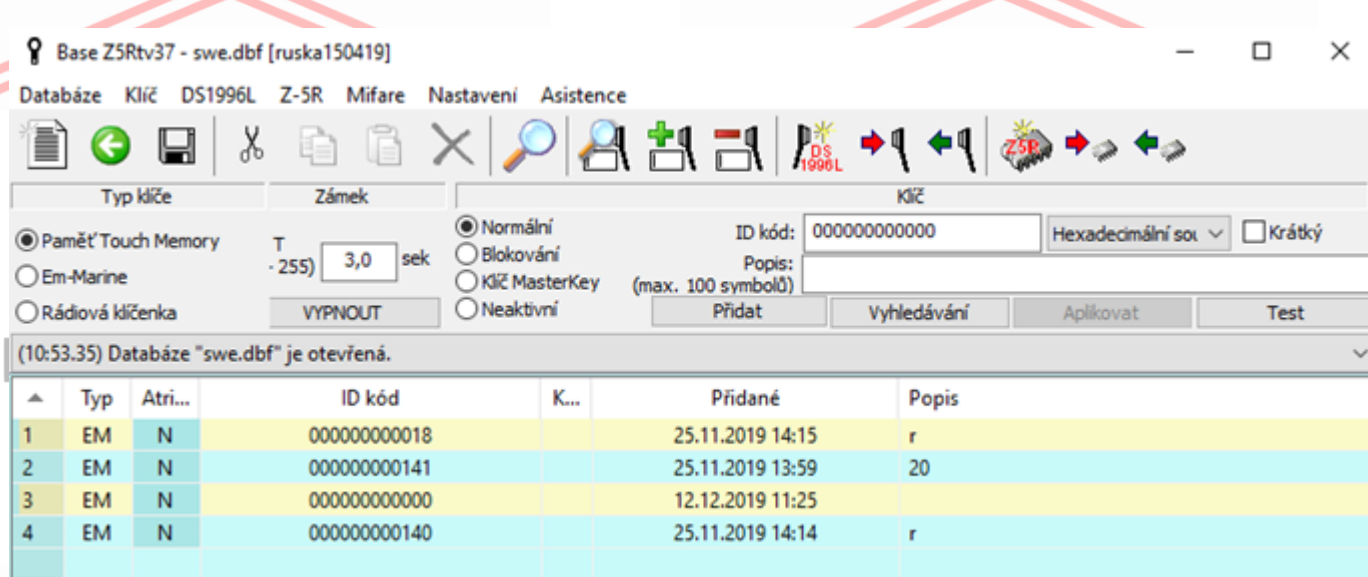 Base Z5Rtv37 - swe.dbf [ruska150419]
Databáze Klíč DS1996L Z-5R Mifare Nastavení Asistence
DS 1996L Z5R
Typ klíče Zámek Klíč
Paměť Touch Memory
Em-Marine
Rádiová klíčenka
T
- 255) 3,0 sek
VYPNOUT
Normální
Blokování
Klíč MasterKey
Neaktivní
ID kód: 000000000000 Hexadecimální sou Krátký
Popis:
(max. 100 symbolů)
Přidat Vyhledávání Aplikovat Test
(10:53.35) Databáze "swe.dbf" je otevřená.
Typ Atri... ID kód K... Přidané Popis
1 EM N 000000000018 25.11.2019 14:15 r
2 EM N 000000000141 25.11.2019 13:59 20
3 EM N 000000000000 12.12.2019 11:25
4 EM N 000000000140 25.11.2019 14:14 r